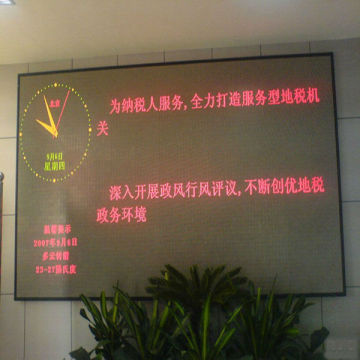 北京
9月6日
星期四
为纳税人服务,全力打造服务型地税机
关
深入开展政风行风评议,不断创优地税
政务环境
温馨提示
2007年9月6日
多云转晴
23-27摄氏度